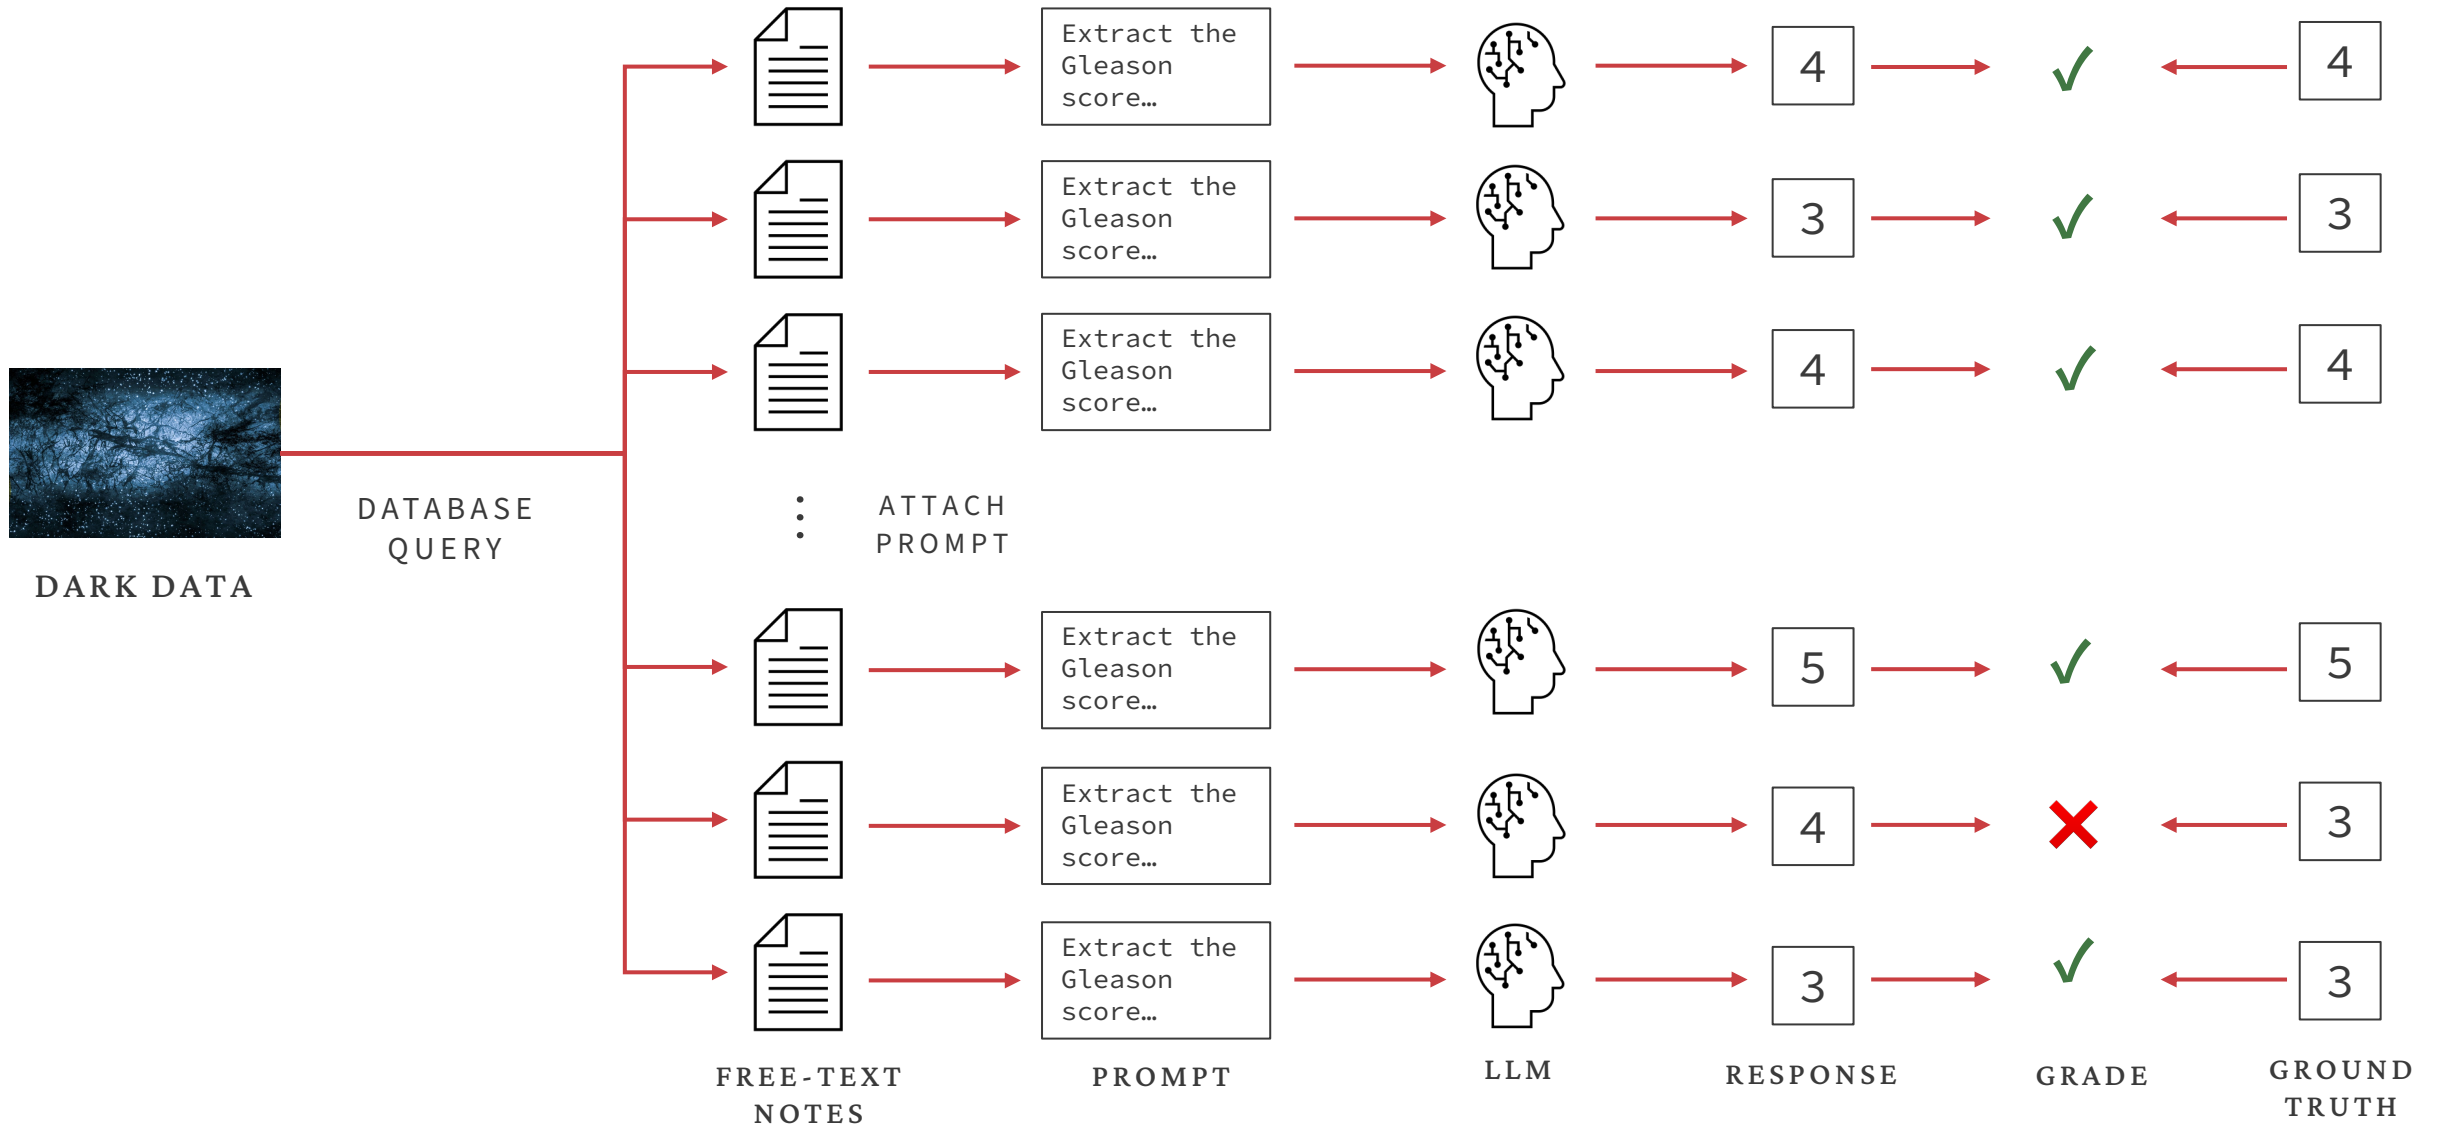 Extract the
Gleason
score…
4
4
Extract the
Gleason
score…
3
3
Extract the
Gleason
score…
4
4
DATABASE
QUERY
ATTACH
PROMPT
DARK DATA
Extract the
Gleason
score…
5
5
Extract the
Gleason
score…
4
3
Extract the
Gleason
score…
3
3
FREE-TEXT
NOTES
PROMPT
LLM
RESPONSE
GRADE
GROUND
TRUTH